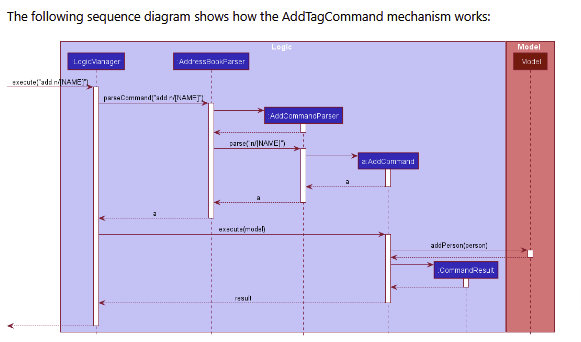 The following sequence diagram shows how the AddTagCommand mechanism works:
Logic
Model
:LogicManager
:AddressBookParser
:Model
execute("add n/[NAME]")
parseCommand("add n/[NAME]")
:AddCommandParser
parse( n/[NAME]")
a:AddCommand
a
a
a
execute(model)
addPerson(person)
:CommandResult
result